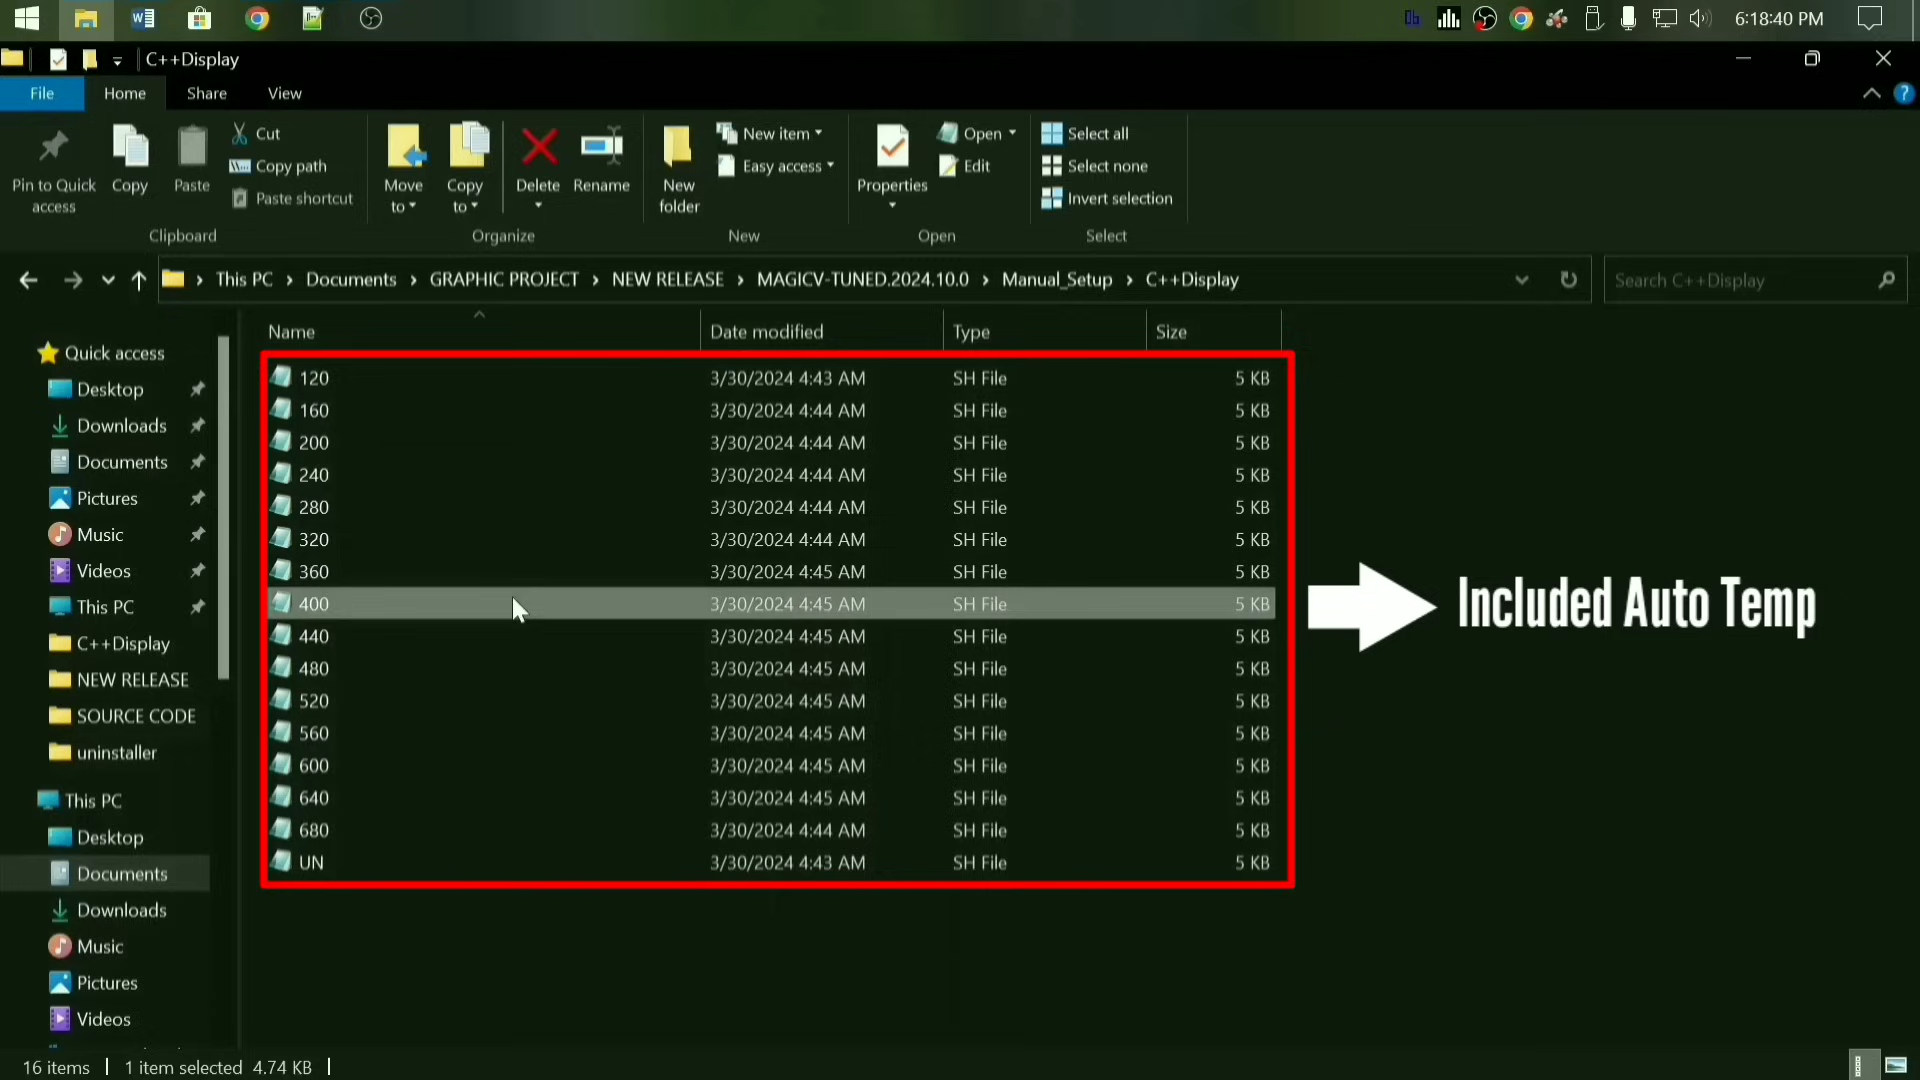 6:18:40 PM
C++Display
File Home Share View
Pin to Quick access
Copy
Paste
Cut
Copy path
Paste shortcut
Clipboard
Move to
Copy to
Delete
Rename
Organize
New folder
New item
Easy access
New
Properties
Open
Edit
Open
Select all
Select none
Invert selection
Select
This PC › Documents › GRAPHIC PROJECT › NEW RELEASE › MAGICV-TUNED.2024.10.0 › Manual_Setup › C++Display
Search C++Display
Quick access
Desktop
Downloads
Documents
Pictures
Music
Videos
This PC
C++Display
NEW RELEASE
SOURCE CODE
uninstaller
This PC
Desktop
Documents
Downloads
Music
Pictures
Videos
Name Date modified Type Size
120 3/30/2024 4:43 AM SH File 5 KB
160 3/30/2024 4:44 AM SH File 5 KB
200 3/30/2024 4:44 AM SH File 5 KB
240 3/30/2024 4:44 AM SH File 5 KB
280 3/30/2024 4:44 AM SH File 5 KB
320 3/30/2024 4:44 AM SH File 5 KB
360 3/30/2024 4:45 AM SH File 5 KB
400 3/30/2024 4:45 AM SH File 5 KB
440 3/30/2024 4:45 AM SH File 5 KB
480 3/30/2024 4:45 AM SH File 5 KB
520 3/30/2024 4:45 AM SH File 5 KB
560 3/30/2024 4:45 AM SH File 5 KB
600 3/30/2024 4:45 AM SH File 5 KB
640 3/30/2024 4:45 AM SH File 5 KB
680 3/30/2024 4:44 AM SH File 5 KB
UN 3/30/2024 4:43 AM SH File 5 KB
Included Auto Temp
16 items 1 item selected 4.74 KB